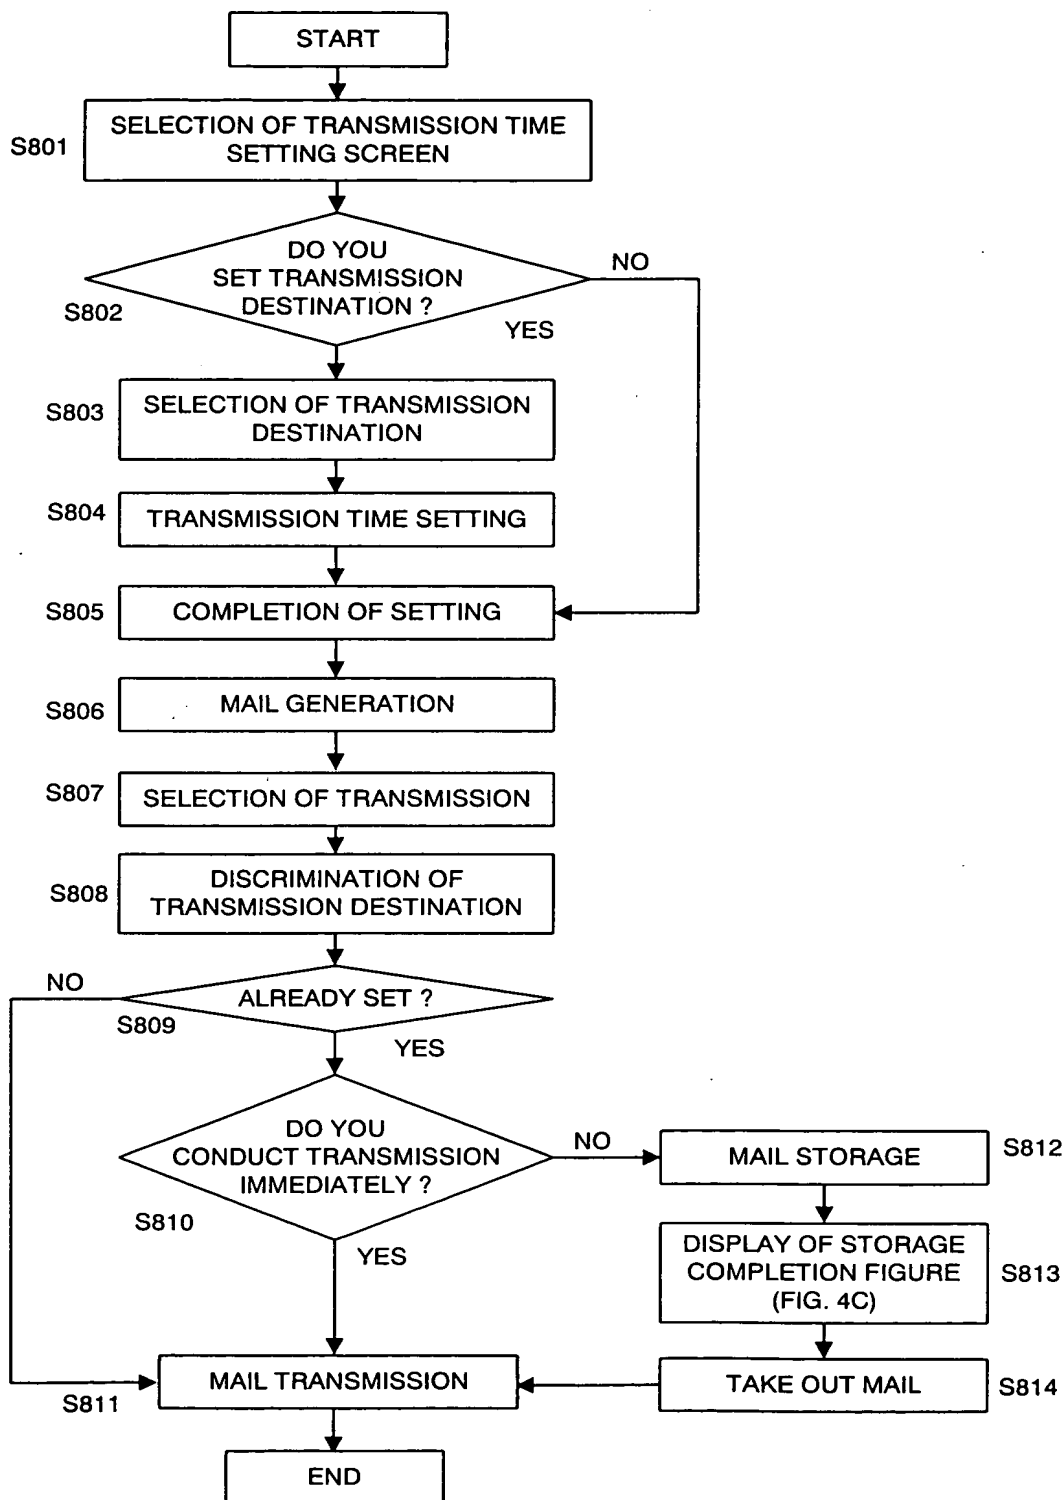 START
S801
SELECTION OF TRANSMISSION TIME
SETTING SCREEN
DO YOU
SET TRANSMISSION
DESTINATION ?
NO
S802
YES
S803
SELECTION OF TRANSMISSION
DESTINATION
S804
TRANSMISSION TIME SETTING
S805
COMPLETION OF SETTING
S806
MAIL GENERATION
S807
SELECTION OF TRANSMISSION
S808
DISCRIMINATION OF
TRANSMISSION DESTINATION
NO
ALREADY SET ?
S809
YES
DO YOU
CONDUCT TRANSMISSION
IMMEDIATELY ?
NO
S810
YES
MAIL STORAGE
S812
DISPLAY OF STORAGE
COMPLETION FIGURE
(FIG. 4C)
S813
MAIL TRANSMISSION
S811
TAKE OUT MAIL
S814
END